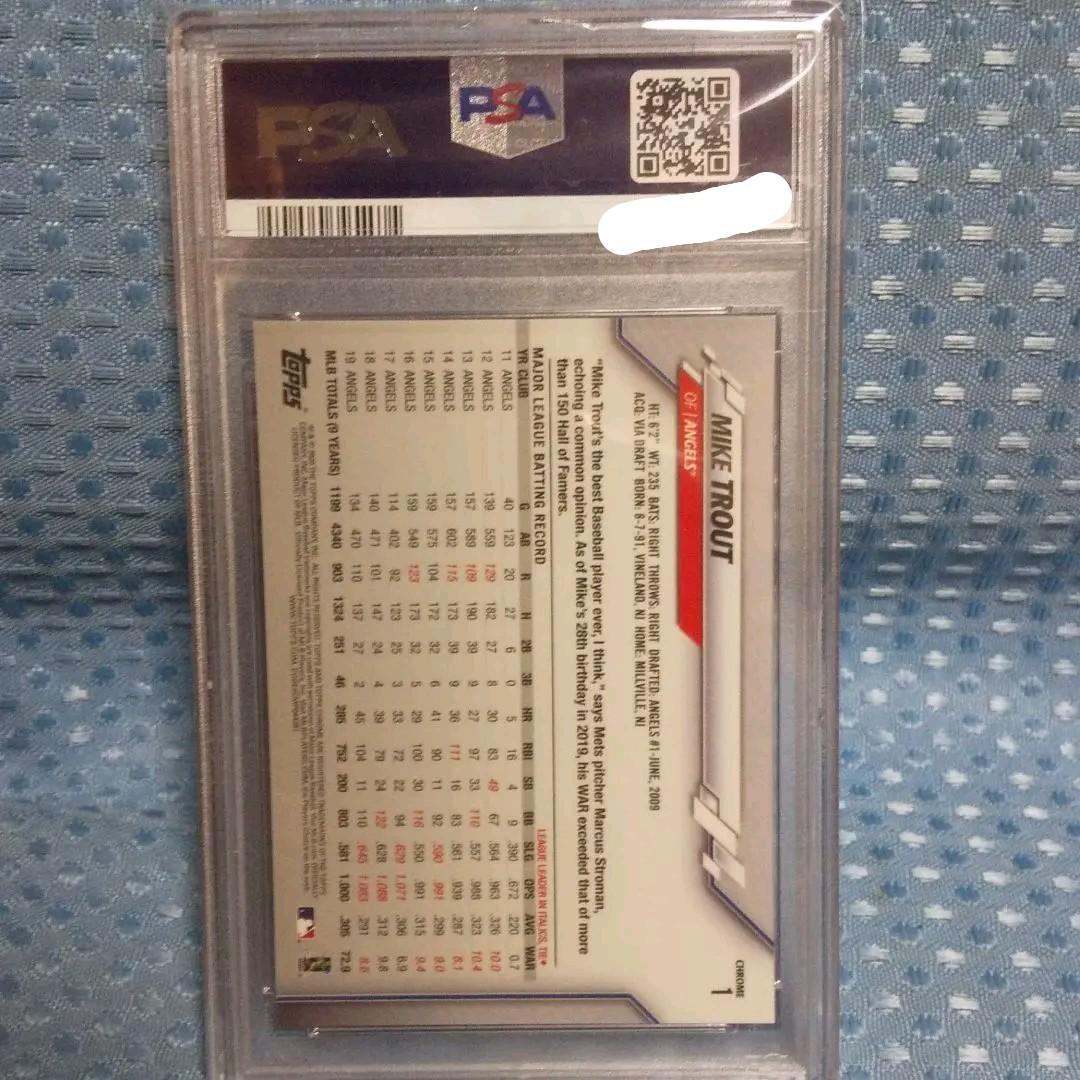 PSA
PSA
CHROME
1
MIKE TROUT
OF | ANGELS
HT: 6'2" WT: 235 BATS: RIGHT THROWS: RIGHT DRAFTED: ANGELS #1-JUNE, 2009
ACQ: VIA DRAFT BORN: 8-7-91, VINELAND, NJ HOME: MILLVILLE, NJ
"Mike Trout's the best Baseball player ever, I think," says Mets pitcher Marcus Stroman,
echoing a common opinion. As of Mike's 28th birthday in 2019, his WAR exceeded that of more
than 150 Hall of Famers.
MAJOR LEAGUE BATTING RECORD LEAGUE LEADER IN ITALICS, TIE♦
YR CLUB G AB R H 2B 3B HR RBI SB BB SLG OPS AVG WAR
11 ANGELS 40 123 20 27 6 0 5 16 4 9 .390 .672 .220 0.7
12 ANGELS 139 559 129 182 27 8 30 83 49 67 .564 .963 .326 10.0
13 ANGELS 157 589 109 190 39 9 27 97 33 110 .557 .988 .323 10.4
14 ANGELS 157 602 115 173 39 9 36 111 16 83 .561 .939 .287 8.1
15 ANGELS 159 575 104 172 32 6 41 90 11 92 .590 .991 .299 9.0
16 ANGELS 159 549 123 173 32 5 29 100 30 116 .550 .991 .315 9.4
17 ANGELS 114 402 92 123 25 3 33 72 22 94 .629 1.071 .306 6.9
18 ANGELS 140 471 101 147 24 4 39 79 24 122 .628 1.088 .312 9.8
19 ANGELS 134 470 110 137 27 2 45 104 11 110 .645 1.083 .291 8.6
MLB TOTALS (9 YEARS) 1199 4340 903 1324 251 46 285 752 200 803 .581 1.000 .305 72.9
topps